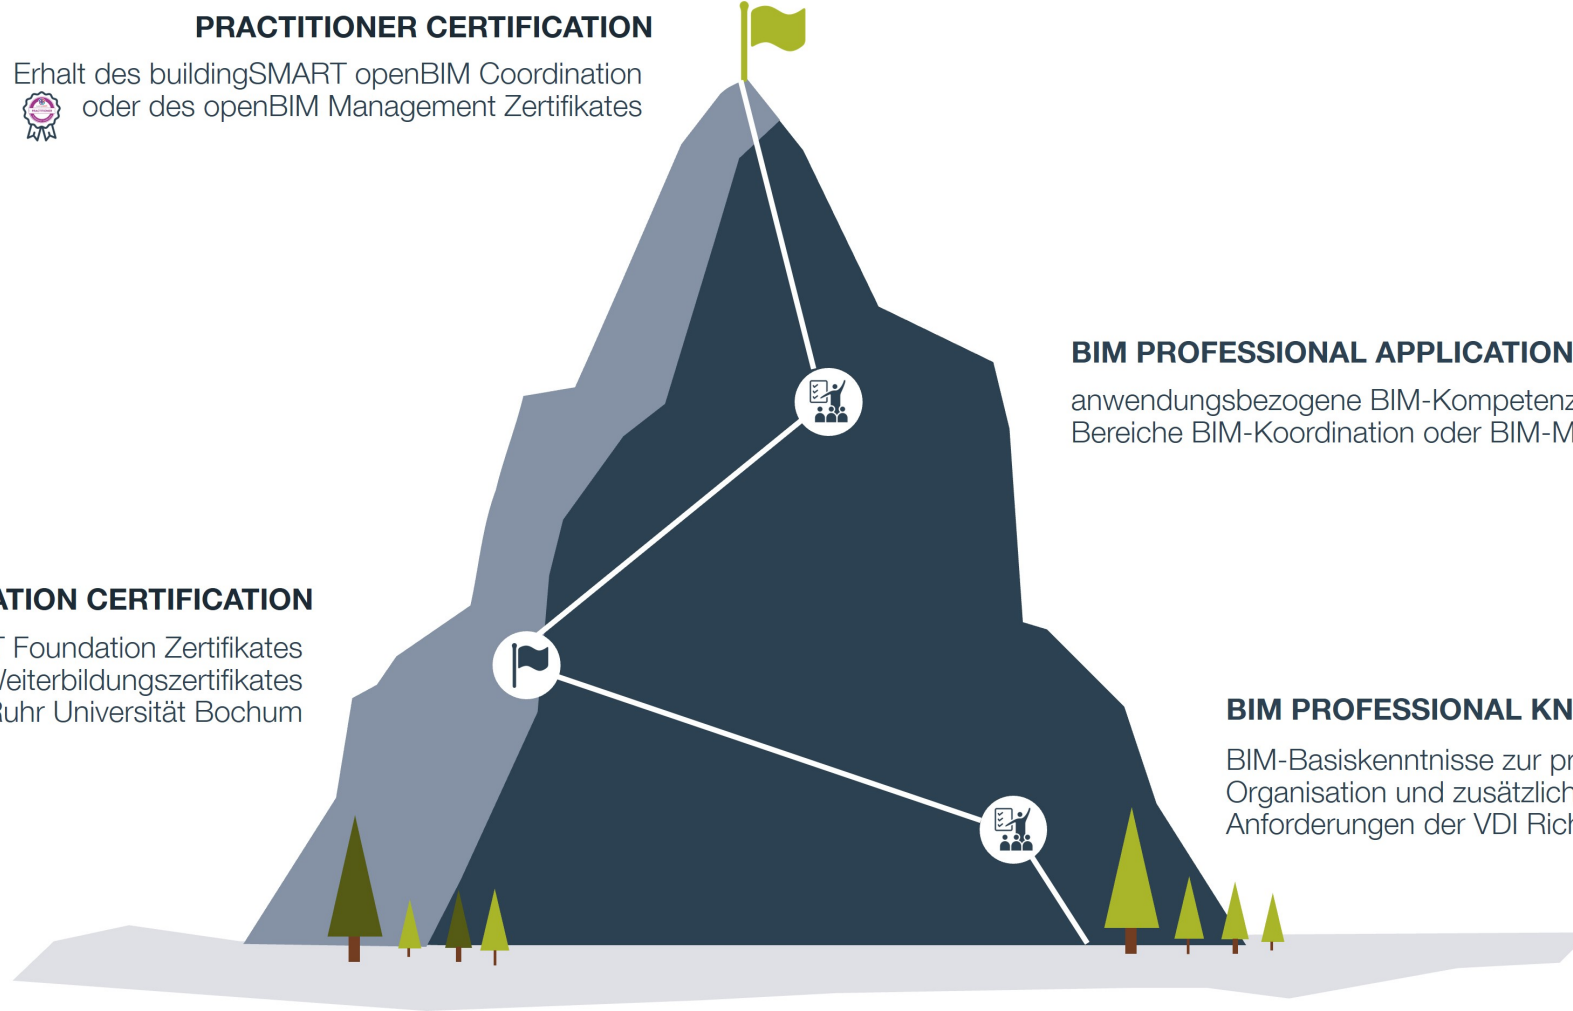 PRACTITIONER CERTIFICATION
Erhalt des buildingSMART openBIM Coordination
oder des openBIM Management Zertifikates
BIM PROFESSIONAL APPLICATION
anwendungsbezogene BIM-Kompetenz
Bereiche BIM-Koordination oder BIM-M
ATION CERTIFICATION
T Foundation Zertifikates
Weiterbildungszertifikates
Ruhr Universität Bochum
BIM PROFESSIONAL KN
BIM-Basiskenntnisse zur pr
Organisation und zusätzlich
Anforderungen der VDI Rich